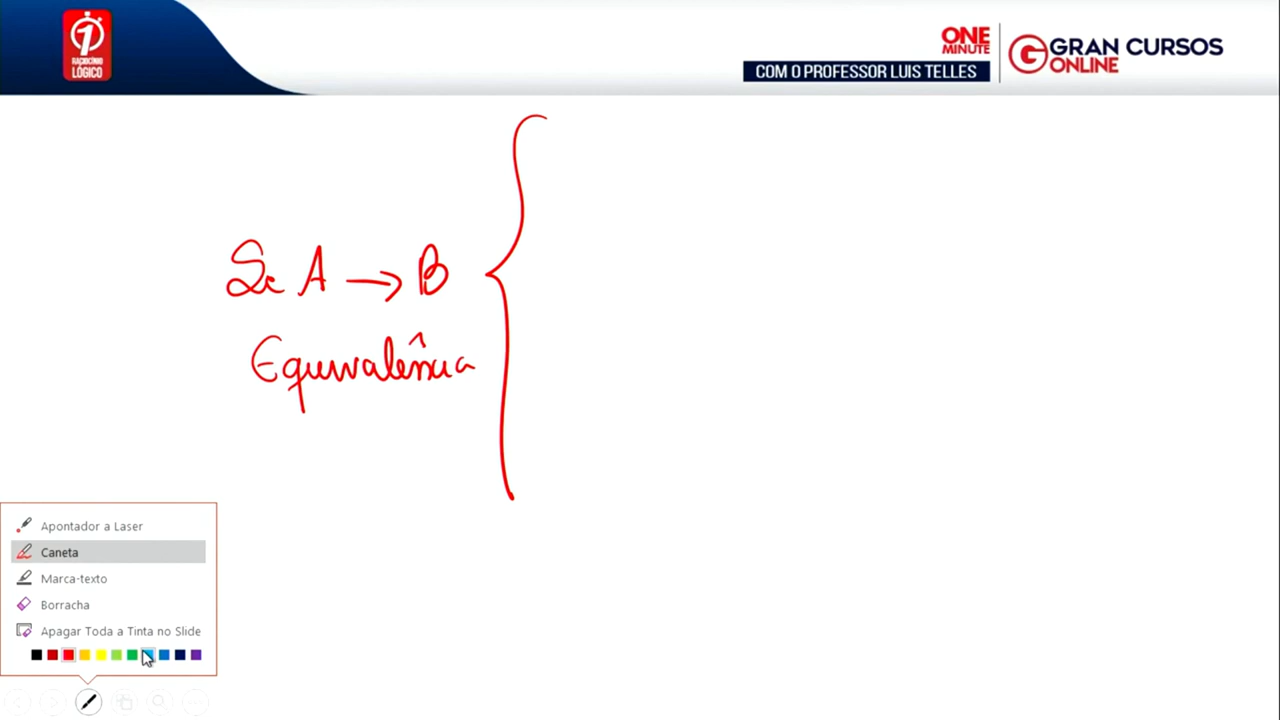 1
RACIOCÍNIO
LÓGICO
ONE
MINUTE
COM O PROFESSOR LUIS TELLES
G GRAN CURSOS
ONLINE
Se A → B
Equivalência
Apontador a Laser
Caneta
Marca-texto
Borracha
Apagar Toda a Tinta no Slide